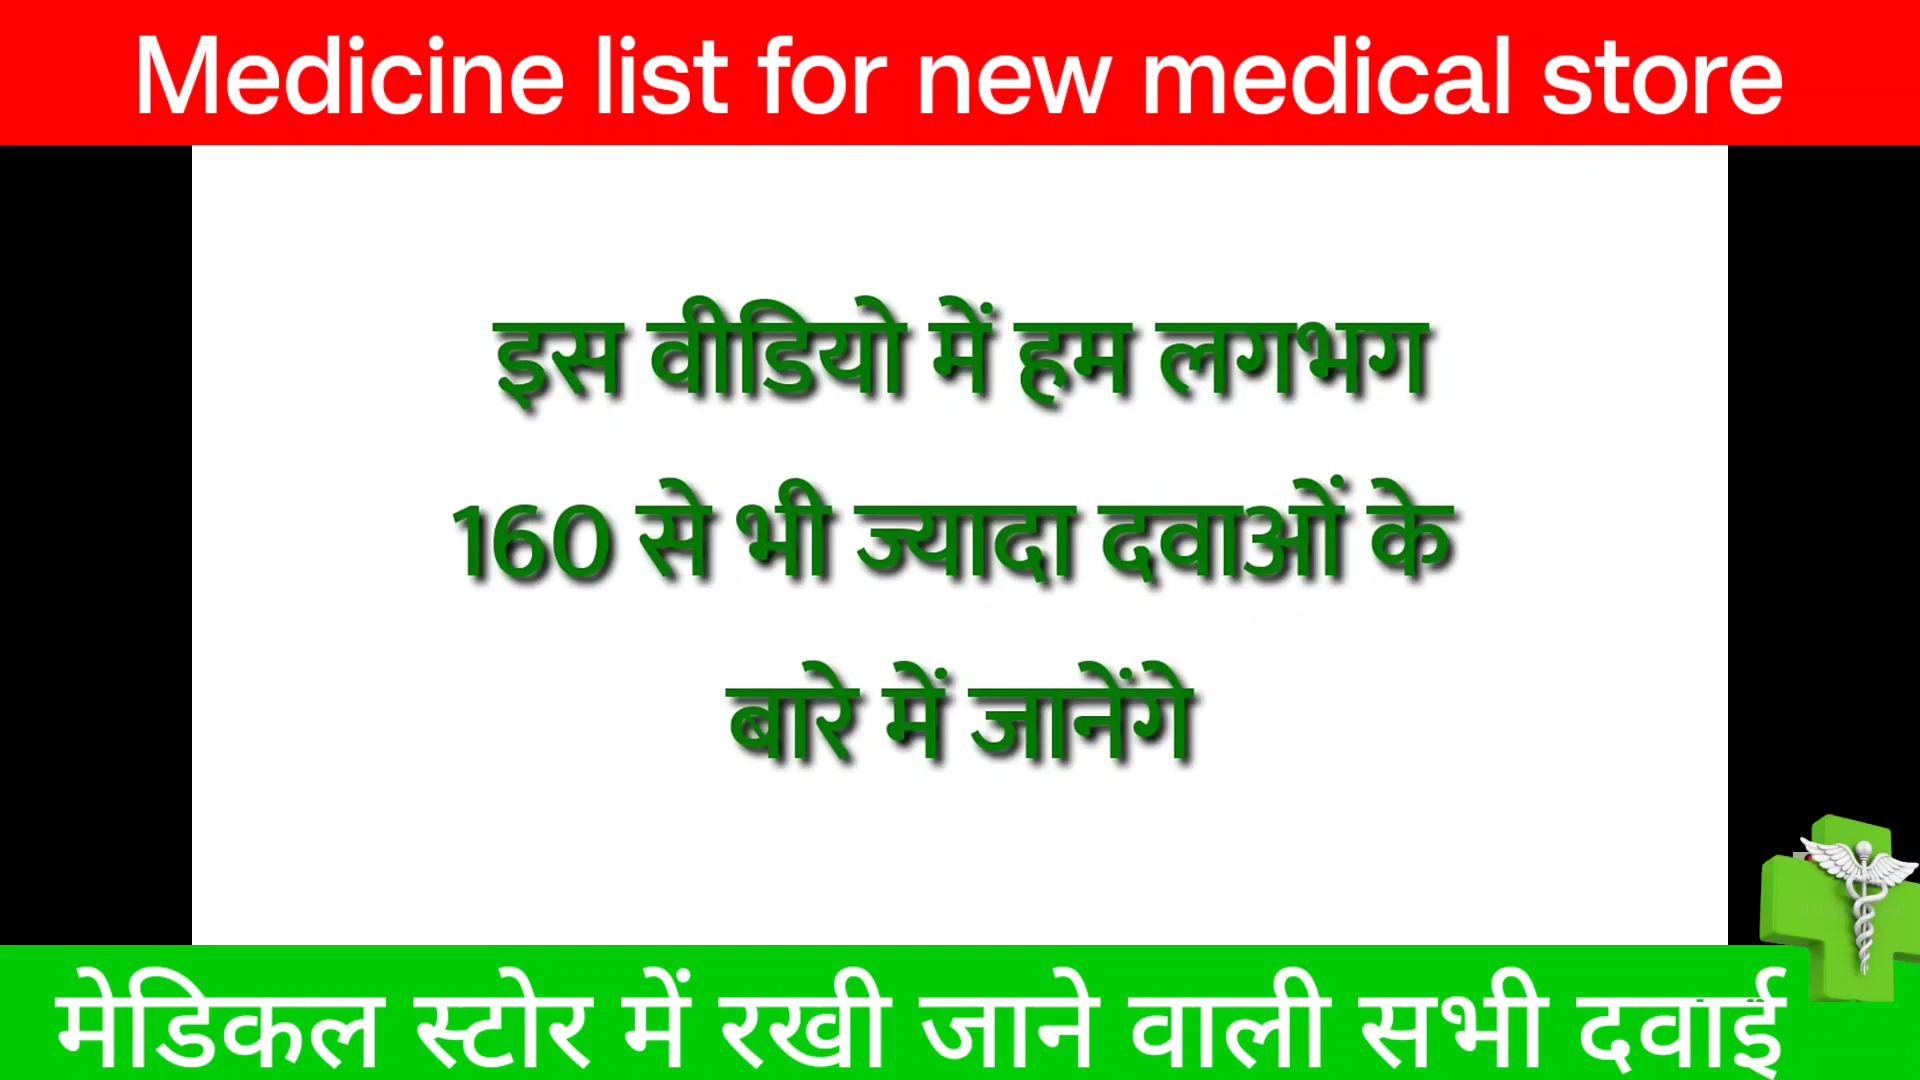 Medicine list for new medical store
इस वीडियो में हम लगभग
160 से भी ज्यादा दवाओं के
बारे में जानेंगे
मेडिकल स्टोर में रखी जाने वाली सभी दवाई